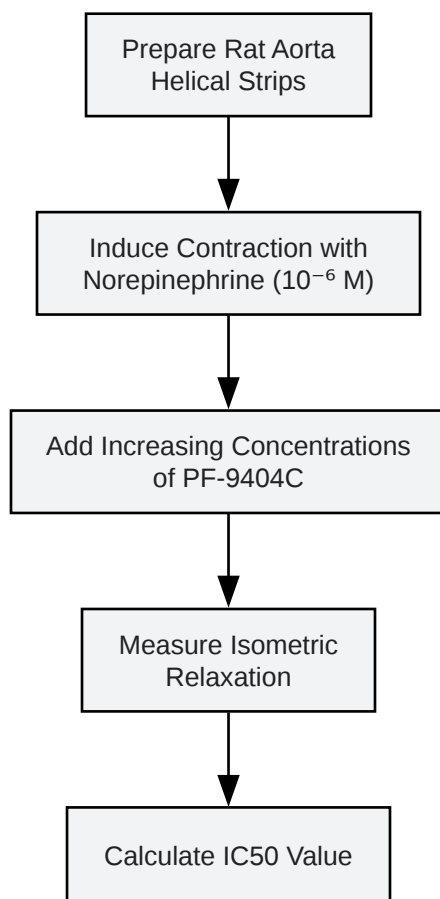 Prepare Rat Aorta
Helical Strips
Induce Contraction with
Norepinephrine (10⁻⁶ M)
Add Increasing Concentrations
of PF-9404C
Measure Isometric
Relaxation
Calculate IC50 Value